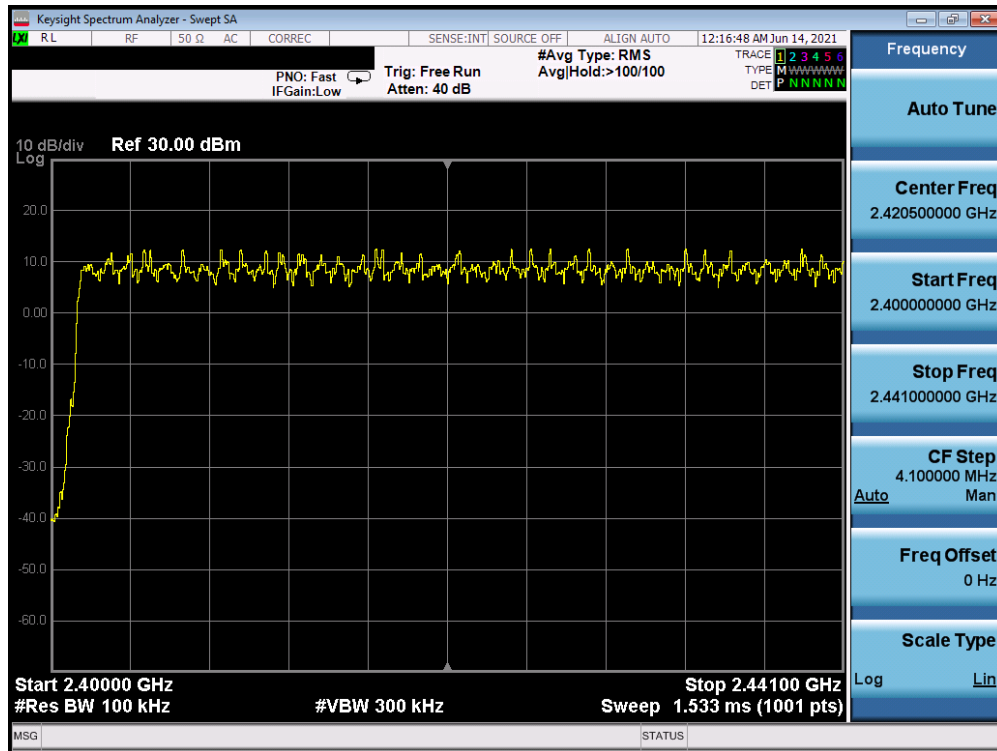 Keysight Spectrum Analyzer - Swept SA
LXI RL RF 50 Ω AC CORREC SENSE:INT SOURCE OFF ALIGN AUTO 12:16:48 AM Jun 14, 2021
PNO: Fast
IFGain:Low
Trig: Free Run
Atten: 40 dB
#Avg Type: RMS
Avg|Hold:>100/100
TRACE 1 2 3 4 5 6
TYPE M WWWWW
DET P N N N N N
10 dB/div Ref 30.00 dBm
Log
20.0
10.0
0.00
-10.0
-20.0
-30.0
-40.0
-50.0
-60.0
Start 2.40000 GHz Stop 2.44100 GHz
#Res BW 100 kHz #VBW 300 kHz Sweep 1.533 ms (1001 pts)
MSG STATUS
Frequency
Auto Tune
Center Freq
2.420500000 GHz
Start Freq
2.400000000 GHz
Stop Freq
2.441000000 GHz
CF Step
4.100000 MHz
Auto Man
Freq Offset
0 Hz
Scale Type
Log Lin